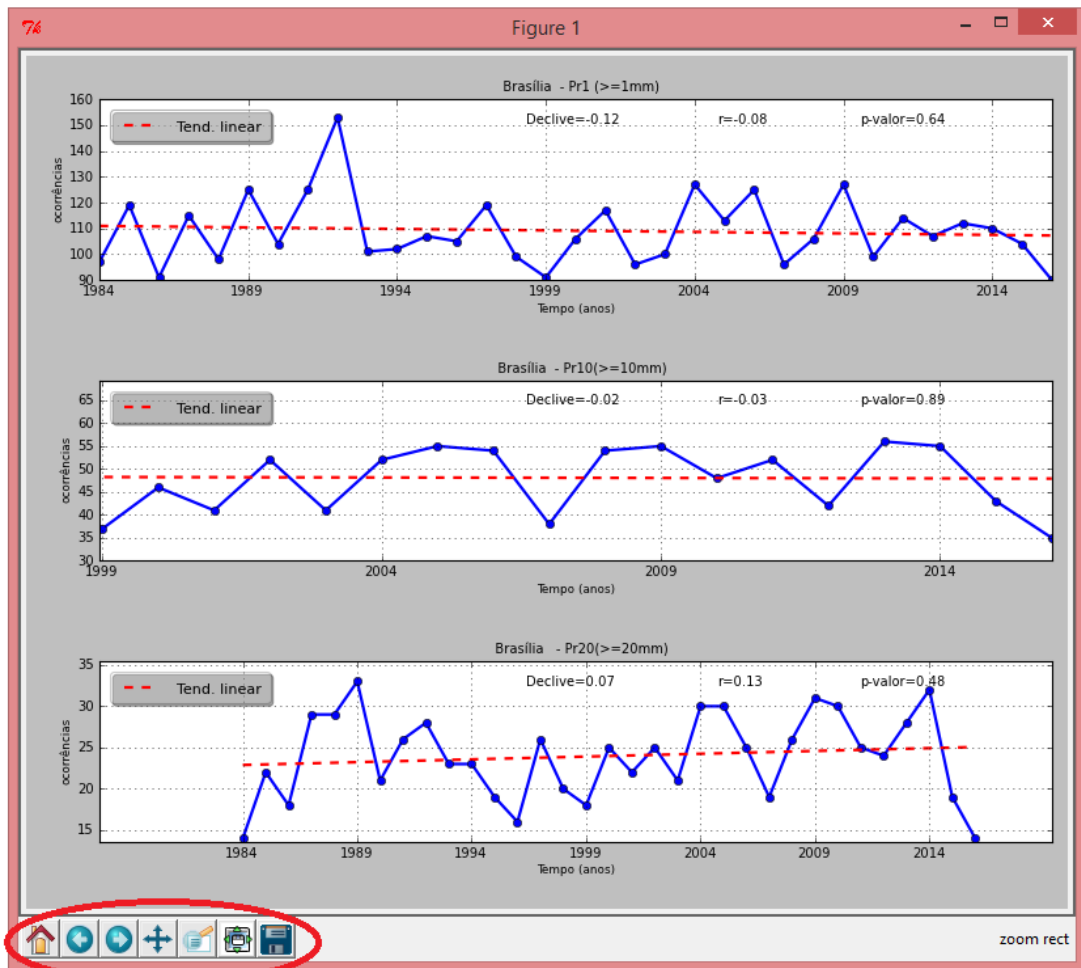 Figure 1
Brasília - Pr1 (>=1mm)
Tend. linear
Declive=-0.12 r=-0.08 p-valor=0.64
160
150
140
130
120
110
100
90
ocorrências
1984 1989 1994 1999 2004 2009 2014
Tempo (anos)
Brasília - Pr10(>=10mm)
Tend. linear
Declive=-0.02 r=-0.03 p-valor=0.89
65
60
55
50
45
40
35
30
ocorrências
1999 2004 2009 2014
Tempo (anos)
Brasília - Pr20(>=20mm)
Tend. linear
Declive=0.07 r=0.13 p-valor=0.48
35
30
25
20
15
ocorrências
1984 1989 1994 1999 2004 2009 2014
Tempo (anos)
zoom rect